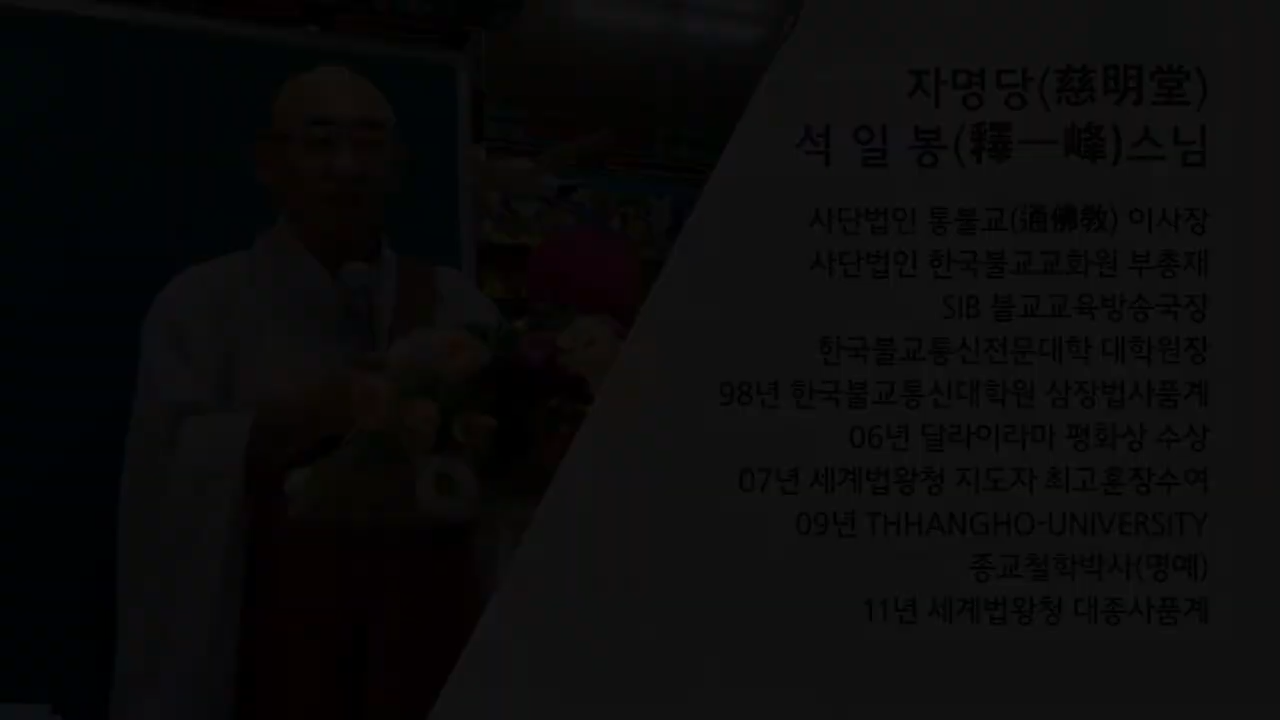 자명당(慈明堂)
석 일 봉(釋一峰)스님
사단법인 통불교(通佛敎) 이사장
사단법인 한국불교교화원 부총재
SIB 불교교육방송국장
한국불교통신전문대학 대학원장
98년 한국불교통신대학원 삼장법사품계
06년 달라이라마 평화상 수상
07년 세계법왕청 지도자 최고훈장수여
09년 THHANGHO-UNIVERSITY
종교철학박사(명예)
11년 세계법왕청 대종사품계